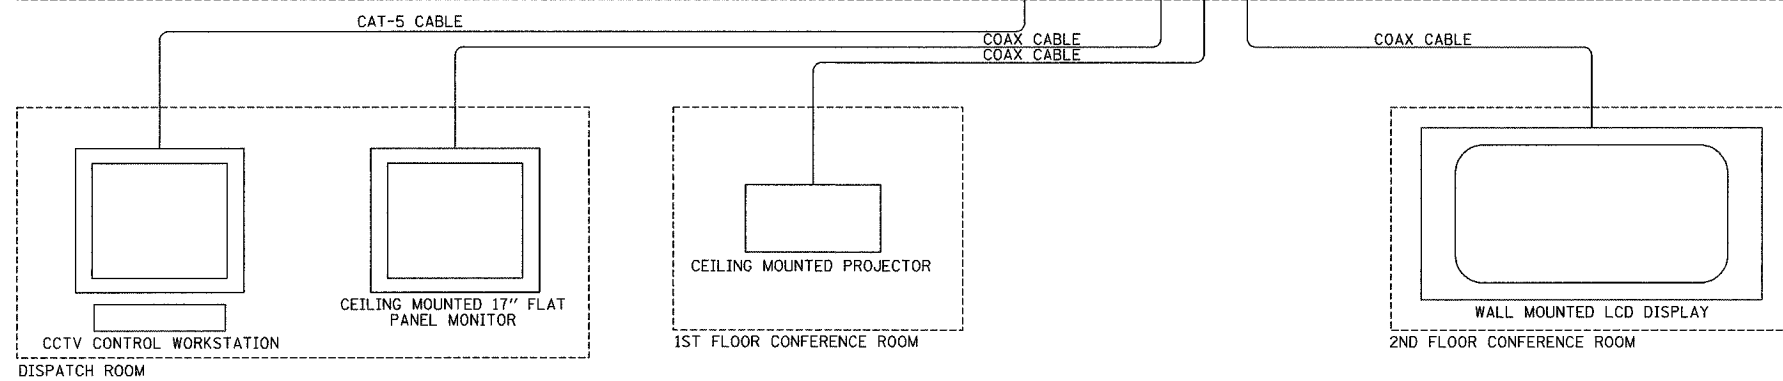 CAT-5 CABLE
COAX CABLE
COAX CABLE
COAX CABLE
CEILING MOUNTED PROJECTOR
CEILING MOUNTED 17" FLAT
PANEL MONITOR
WALL MOUNTED LCD DISPLAY
CCTV CONTROL WORKSTATION
1ST FLOOR CONFERENCE ROOM
2ND FLOOR CONFERENCE ROOM
DISPATCH ROOM